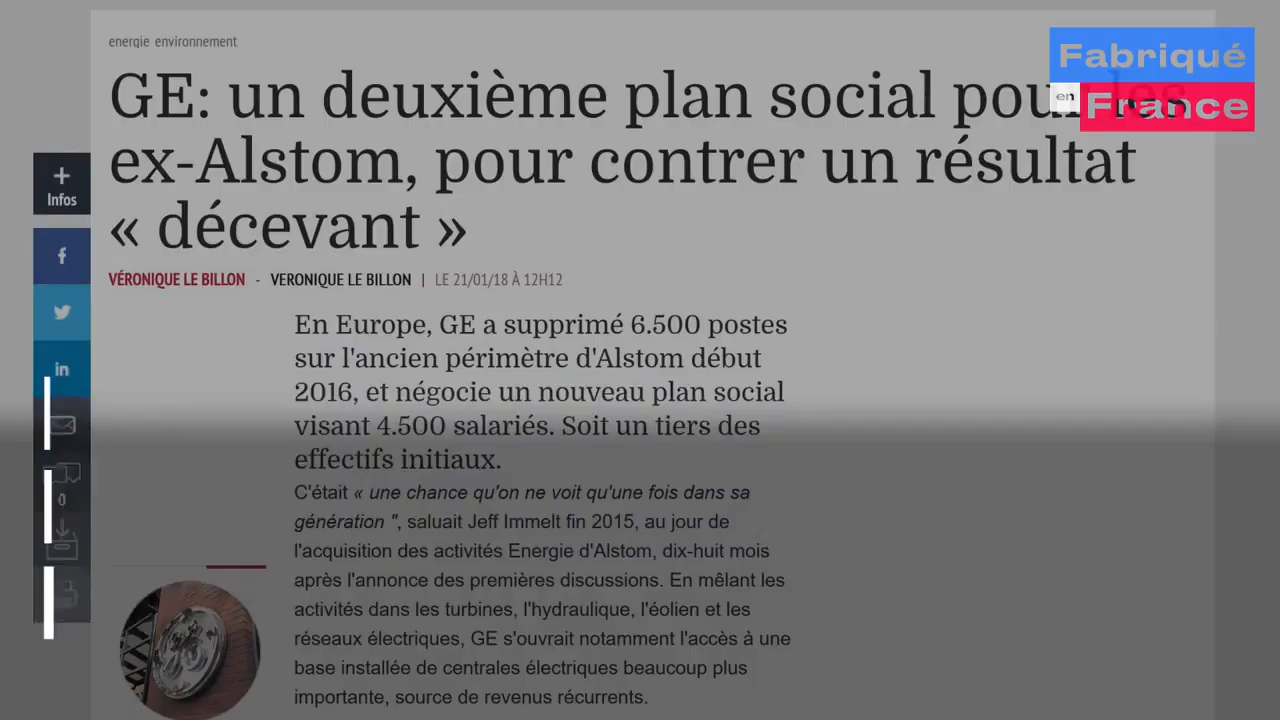 energie environnement
Fabriqué
en
France
GE: un deuxième plan social pour les
ex-Alstom, pour contrer un résultat
« décevant »
+
Infos
VÉRONIQUE LE BILLON - VERONIQUE LE BILLON | LE 21/01/18 À 12H12
En Europe, GE a supprimé 6.500 postes
sur l'ancien périmètre d'Alstom début
2016, et négocie un nouveau plan social
visant 4.500 salariés. Soit un tiers des
effectifs initiaux.
0
C'était « une chance qu'on ne voit qu'une fois dans sa
génération ", saluait Jeff Immelt fin 2015, au jour de
l'acquisition des activités Energie d'Alstom, dix-huit mois
après l'annonce des premières discussions. En mêlant les
activités dans les turbines, l'hydraulique, l'éolien et les
réseaux électriques, GE s'ouvrait notamment l'accès à une
base installée de centrales électriques beaucoup plus
importante, source de revenus récurrents.